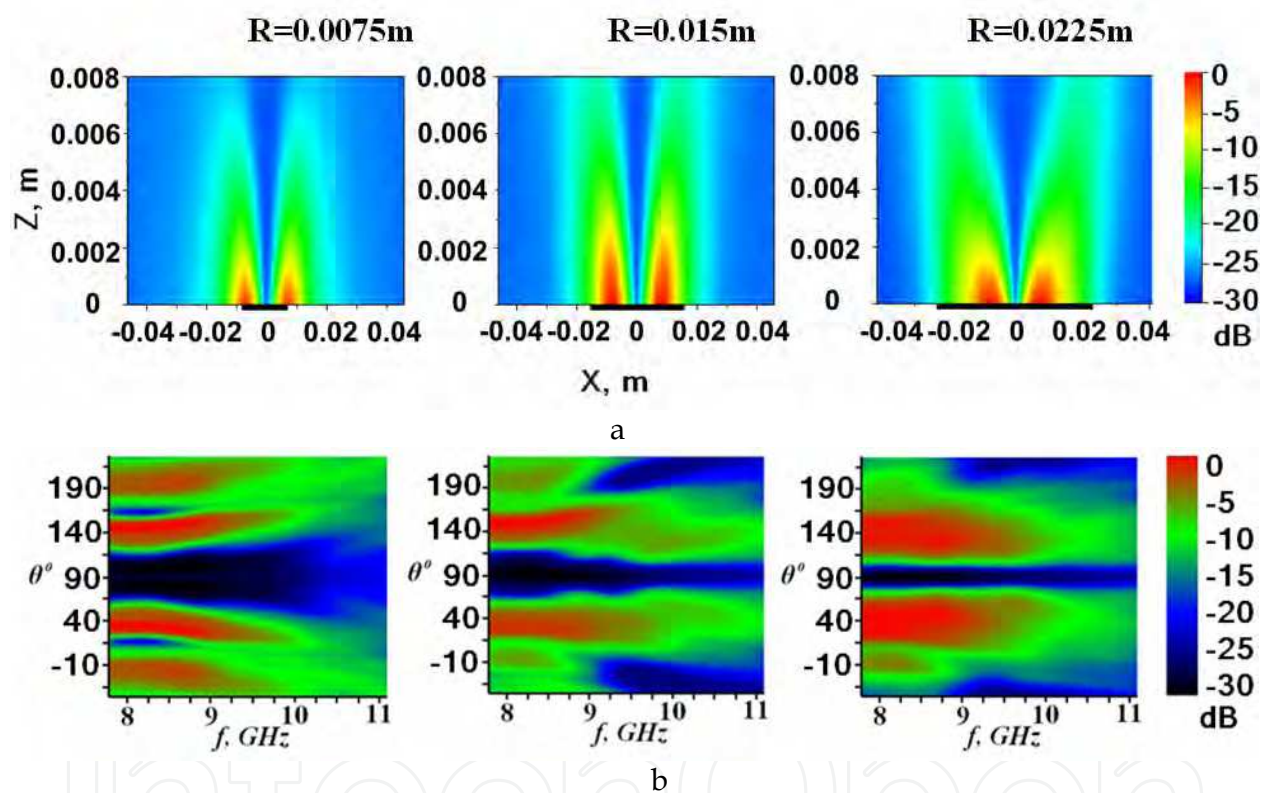 R=0.0075m R=0.015m R=0.0225m
0.008 0.008 0.008 0
0.006 0.006 0.006 -5
-10
Z, m 0.004 0.004 0.004 -15
0.002 0.002 0.002 -20
-25
0 0 0 -30
-0.04 0.02 0 0.02 0.04 -0.04 0.02 0 0.02 0.04 -0.04 0.02 0 0.02 0.04 dB
X, m
a
190 190 190 0
-5
140 140 140 -10
θ° 90 θ° 90 θ° 90 -15
40 40 40 -20
-10 -10 -10 -25
-30
8 9 10 11 8 9 10 11 8 9 10 11 dB
f, GHz f, GHz f, GHz
b